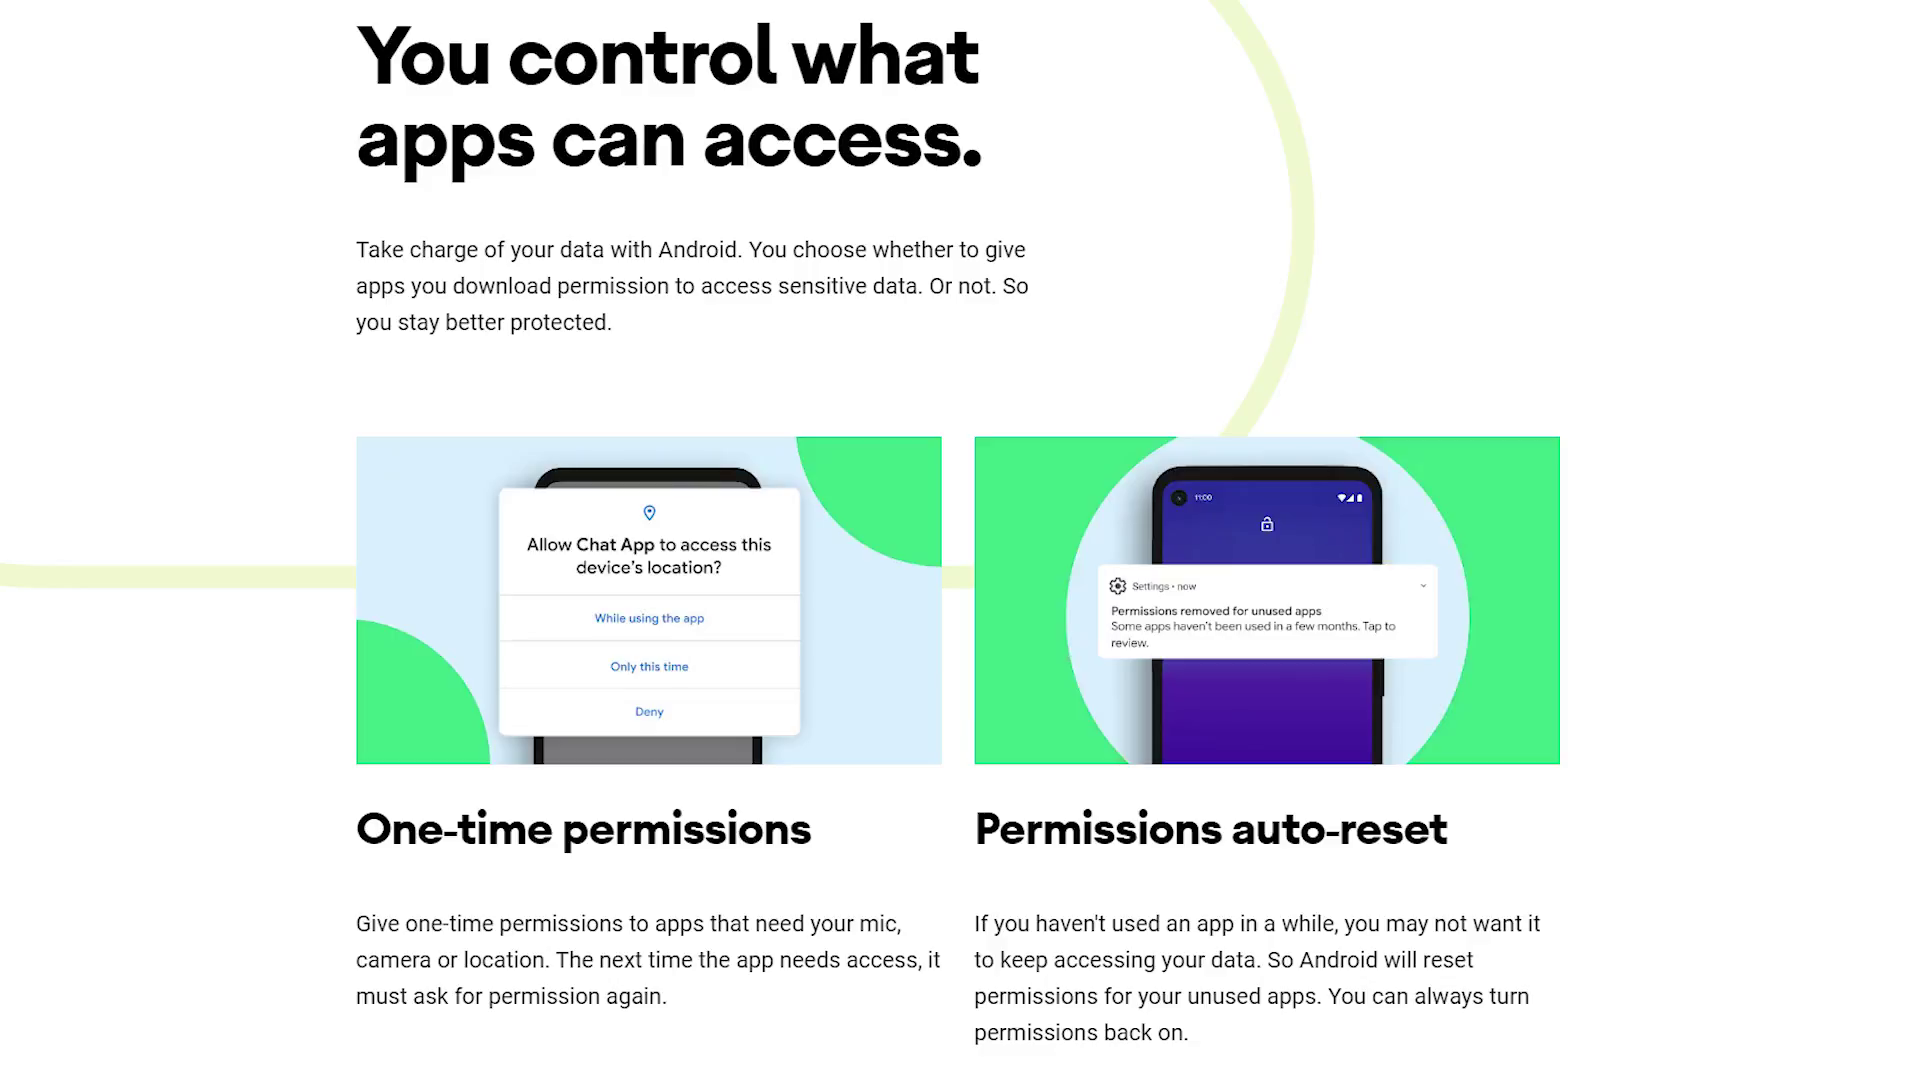 You control what
apps can access.
Take charge of your data with Android. You choose whether to give
apps you download permission to access sensitive data. Or not. So
you stay better protected.
Allow Chat App to access this
device's location?
While using the app
Only this time
Deny
11:00
Settings • now
Permissions removed for unused apps
Some apps haven't been used in a few months. Tap to
review.
One-time permissions
Give one-time permissions to apps that need your mic,
camera or location. The next time the app needs access, it
must ask for permission again.
Permissions auto-reset
If you haven't used an app in a while, you may not want it
to keep accessing your data. So Android will reset
permissions for your unused apps. You can always turn
permissions back on.